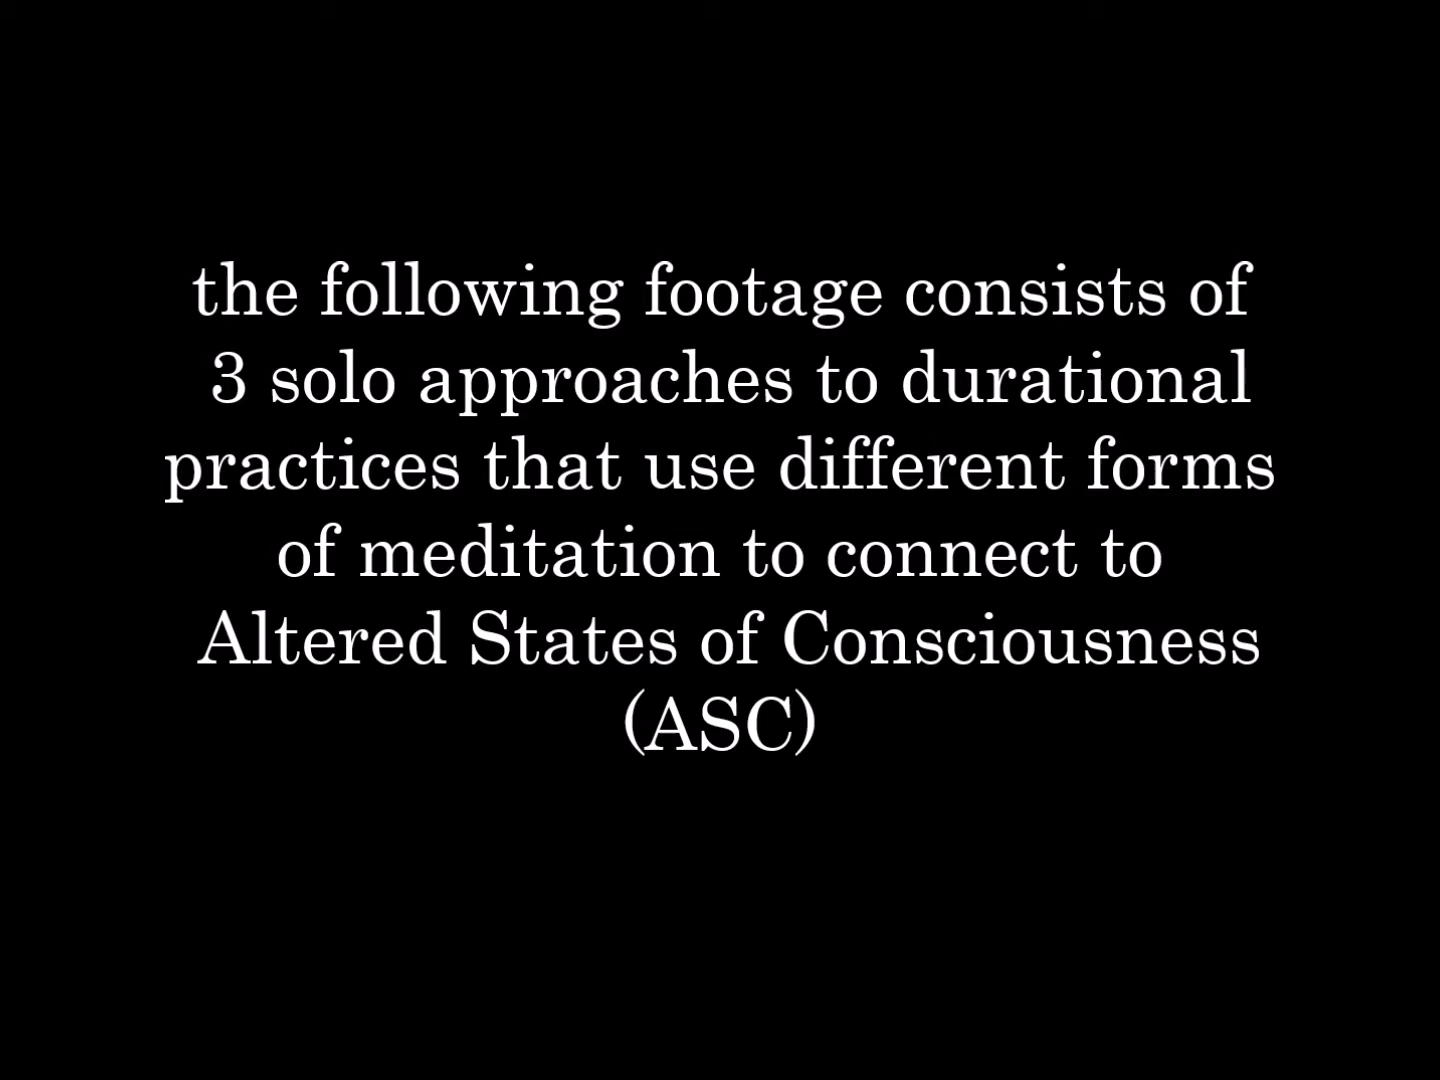 the following footage consists of
3 solo approaches to durational
practices that use different forms
of meditation to connect to
Altered States of Consciousness
(ASC)